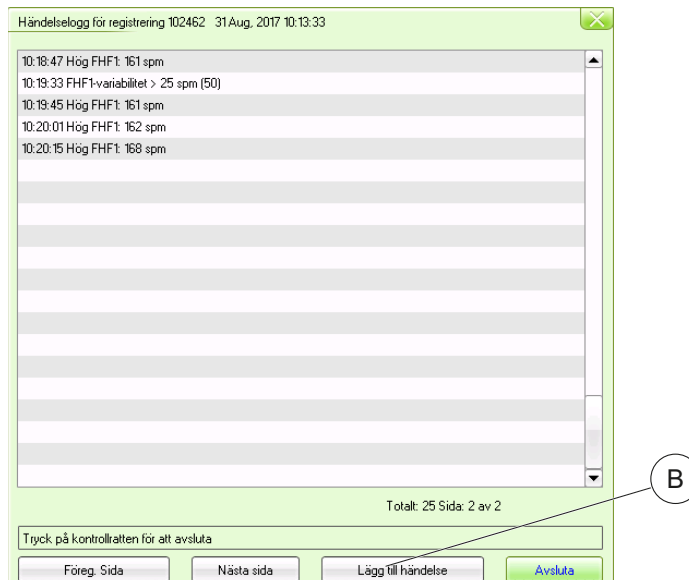 Händelselogg för registrering 102462 31 Aug, 2017 10:13:33
10:18:47 Hög FHF1: 161 spm
10:19:33 FHF1-variabilitet > 25 spm (50)
10:19:45 Hög FHF1: 161 spm
10:20:01 Hög FHF1: 162 spm
10:20:15 Hög FHF1: 168 spm
Totalt: 25 Sida: 2 av 2
B
Tryck på kontrollratten för att avsluta
Föreg. Sida Nästa sida Lägg till händelse Avsluta